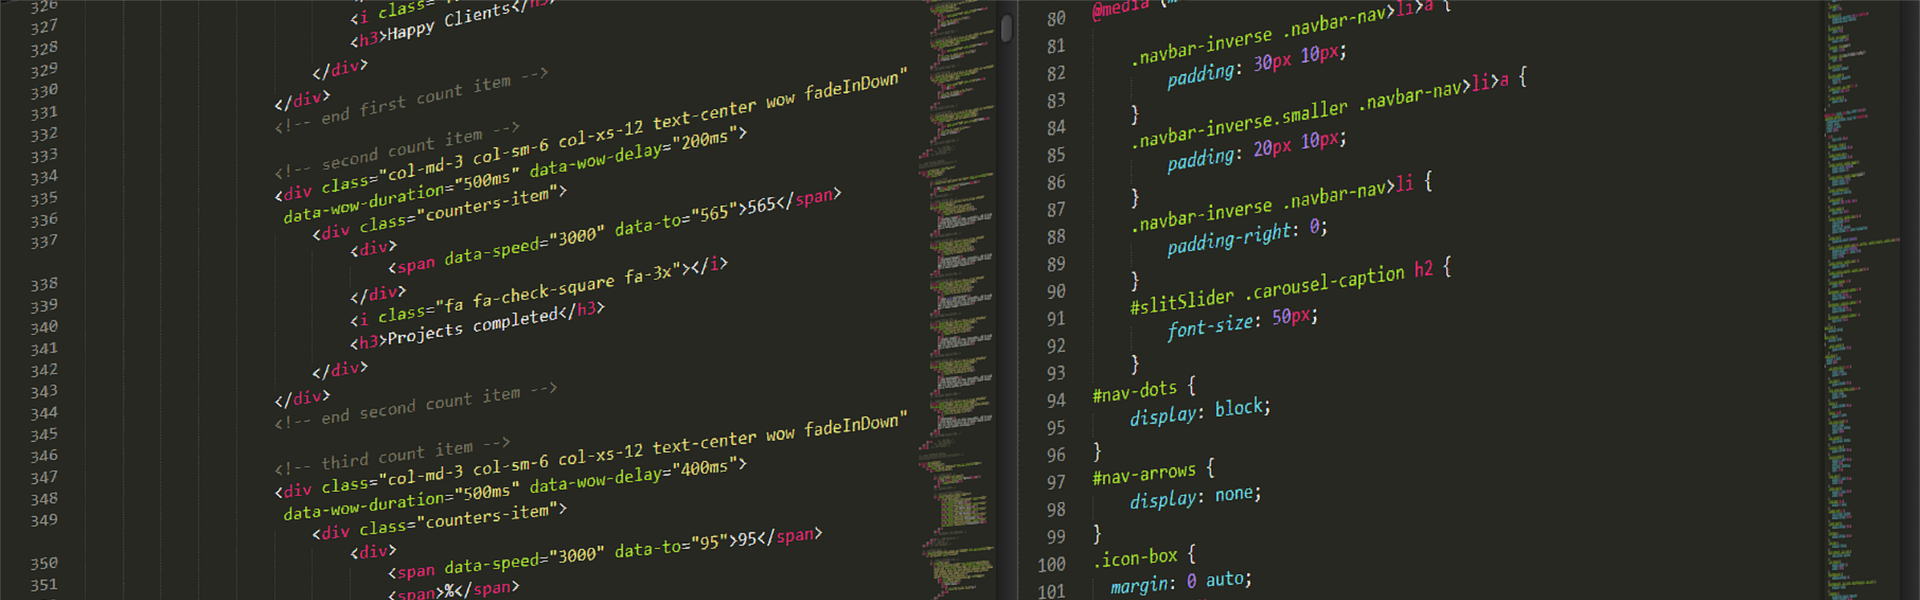 326
327
328
329
330
331
332
333
334
335
336
337
338
339
340
341
342
343
344
345
346
347
348
349
350
351
<i class="
<h3>Happy Clients</h3>
</div>
</div>
<!-- end first count item -->
<!-- second count item -->
<div class="col-md-3 col-sm-6 col-xs-12 text-center wow fadeInDown"
data-wow-duration="500ms" data-wow-delay="200ms">
<div class="counters-item">
<div>
<span data-speed="3000" data-to="565">565</span>
</div>
<i class="fa fa-check-square fa-3x"></i>
<h3>Projects completed</h3>
</div>
</div>
<!-- end second count item -->
<!-- third count item -->
<div class="col-md-3 col-sm-6 col-xs-12 text-center wow fadeInDown"
data-wow-duration="500ms" data-wow-delay="400ms">
<div class="counters-item">
<div>
<span data-speed="3000" data-to="95">95</span>
<span>%</span>
80
81
82
83
84
85
86
87
88
89
90
91
92
93
94
95
96
97
98
99
100
101
@media
.navbar-inverse .navbar-nav>li>a {
padding: 30px 10px;
}
.navbar-inverse.smaller .navbar-nav>li>a {
padding: 20px 10px;
}
.navbar-inverse .navbar-nav>li {
padding-right: 0;
}
#slitSlider .carousel-caption h2 {
font-size: 50px;
}
#nav-dots {
display: block;
}
#nav-arrows {
display: none;
}
.icon-box {
margin: 0 auto;